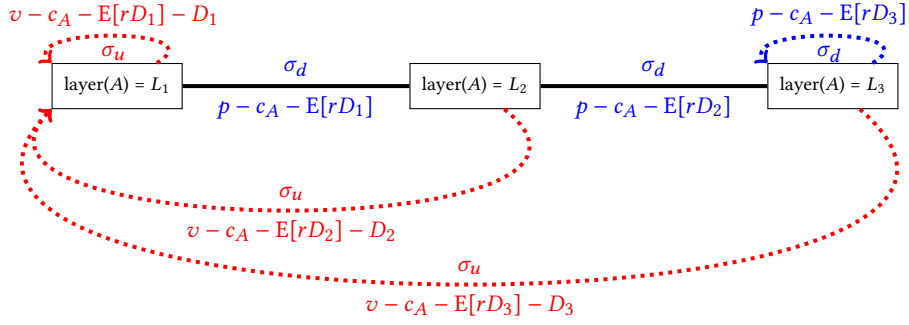 v − c_A − E[rD_1] − D_1
p − c_A − E[rD_3]
σ_u
σ_d
σ_d
σ_d
layer(A) = L_1
layer(A) = L_2
layer(A) = L_3
p − c_A − E[rD_1]
p − c_A − E[rD_2]
σ_u
v − c_A − E[rD_2] − D_2
σ_u
v − c_A − E[rD_3] − D_3